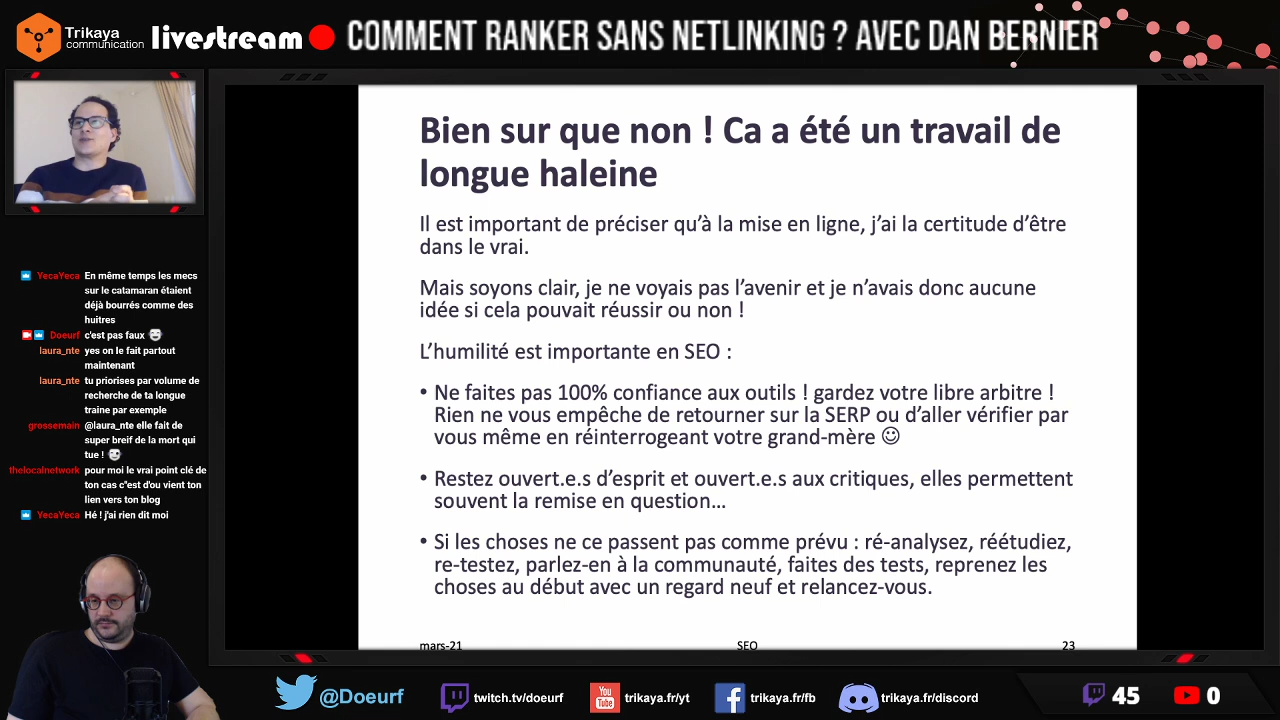 Trikaya
communication
livestream
COMMENT RANKER SANS NETLINKING ? AVEC DAN BERNIER
Bien sur que non ! Ca a été un travail de
longue haleine
Il est important de préciser qu'à la mise en ligne, j'ai la certitude d'être
dans le vrai.
Mais soyons clair, je ne voyais pas l'avenir et je n'avais donc aucune
idée si cela pouvait réussir ou non !
L'humilité est importante en SEO :
• Ne faites pas 100% confiance aux outils ! gardez votre libre arbitre !
Rien ne vous empêche de retourner sur la SERP ou d'aller vérifier par
vous même en réinterrogeant votre grand-mère ☺
• Restez ouvert.e.s d'esprit et ouvert.e.s aux critiques, elles permettent
souvent la remise en question…
• Si les choses ne ce passent pas comme prévu : ré-analysez, réétudiez,
re-testez, parlez-en à la communauté, faites des tests, reprenez les
choses au début avec un regard neuf et relancez-vous.
mars-21 SEO 23
YecaYeca En même temps les mecs
sur le catamaran étaient
déjà bourrés comme des
huitres
Doeurf c'est pas faux
laura_nte yes on le fait partout
maintenant
laura_nte tu priorises par volume de
recherche de ta longue
traine par exemple
grossemain @laura_nte elle fait de
super breif de la mort qui
tue !
thelocalnetwork pour moi le vrai point clé de
ton cas c"est d'ou vient ton
lien vers ton blog
YecaYeca Hé ! j'ai rien dit moi
@Doeurf twitch.tv/doeurf You Tube trikaya.fr/yt trikaya.fr/fb trikaya.fr/discord 45 0